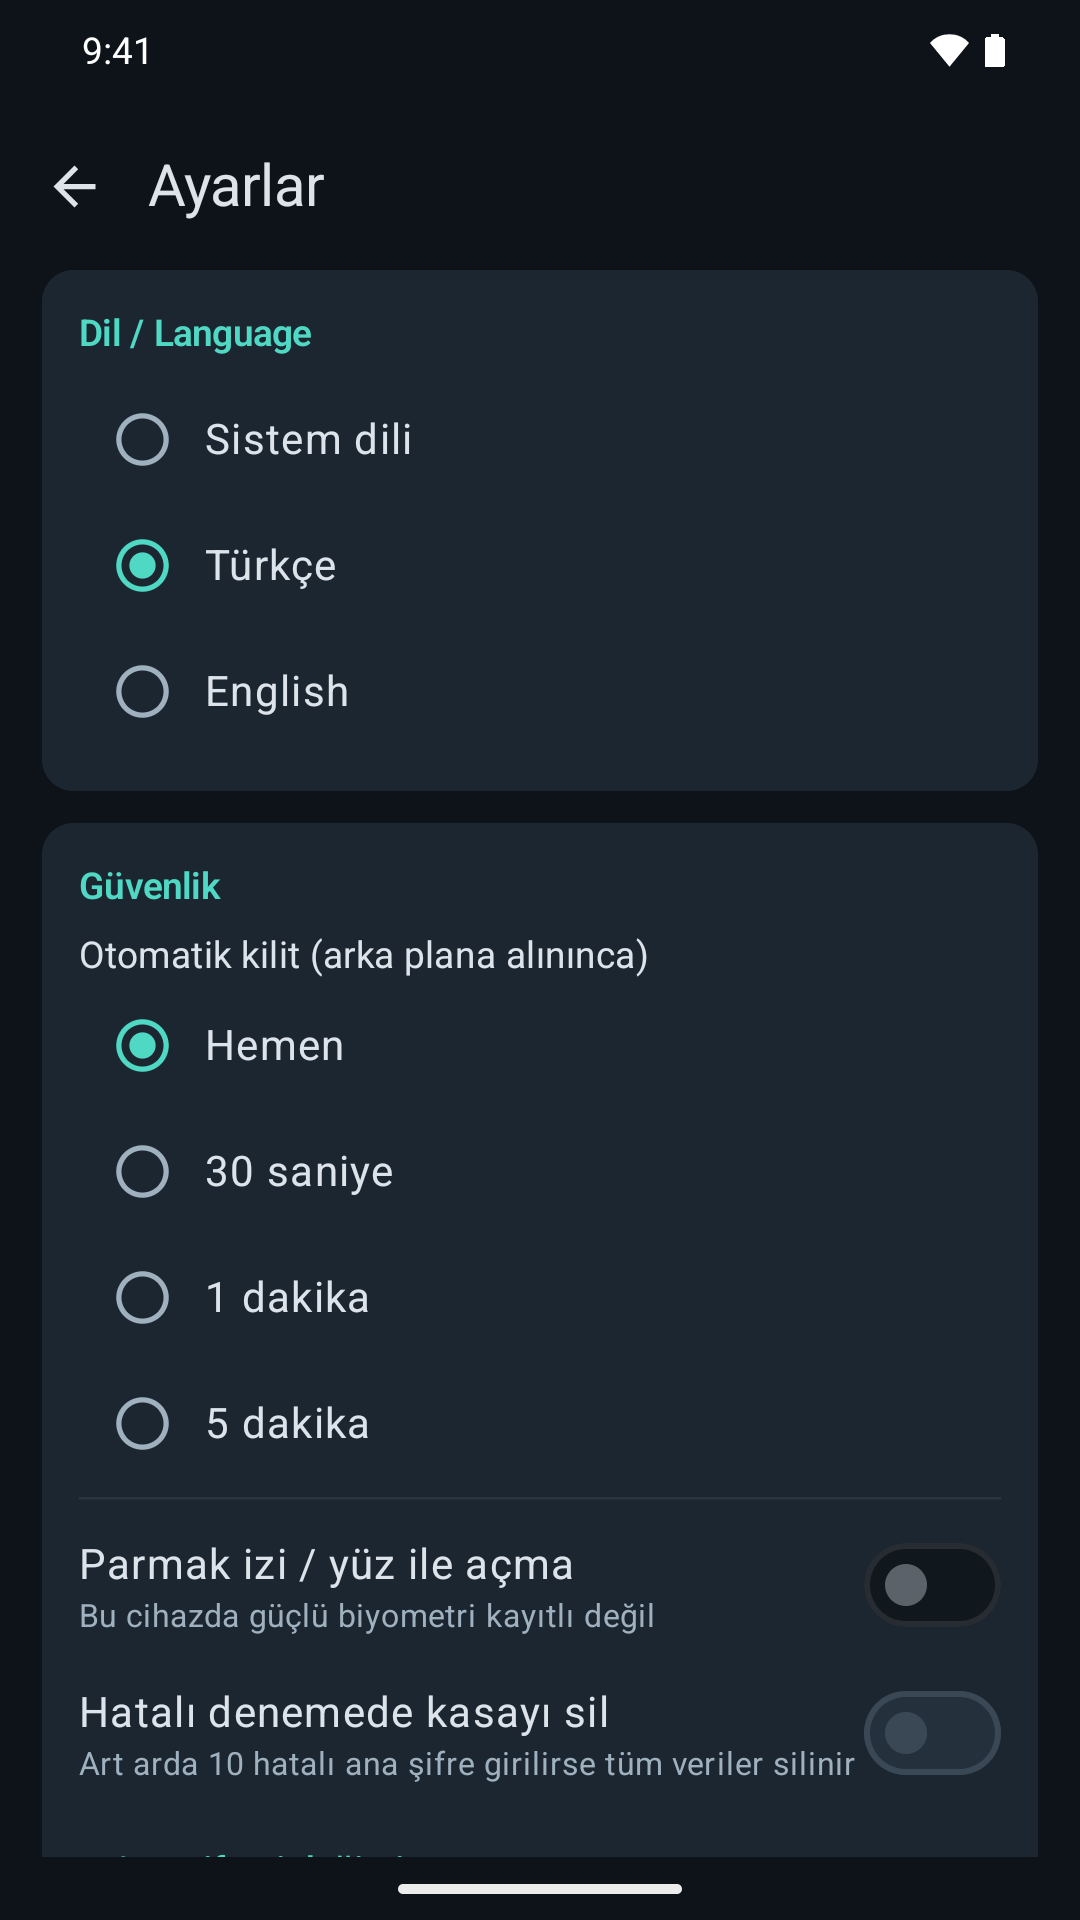 9:41
Ayarlar
Dil / Language
Sistem dili
Türkçe
English
Güvenlik
Otomatik kilit (arka plana alınınca)
Hemen
30 saniye
1 dakika
5 dakika
Parmak izi / yüz ile açma
Bu cihazda güçlü biyometri kayıtlı değil
Hatalı denemede kasayı sil
Art arda 10 hatalı ana şifre girilirse tüm veriler silinir